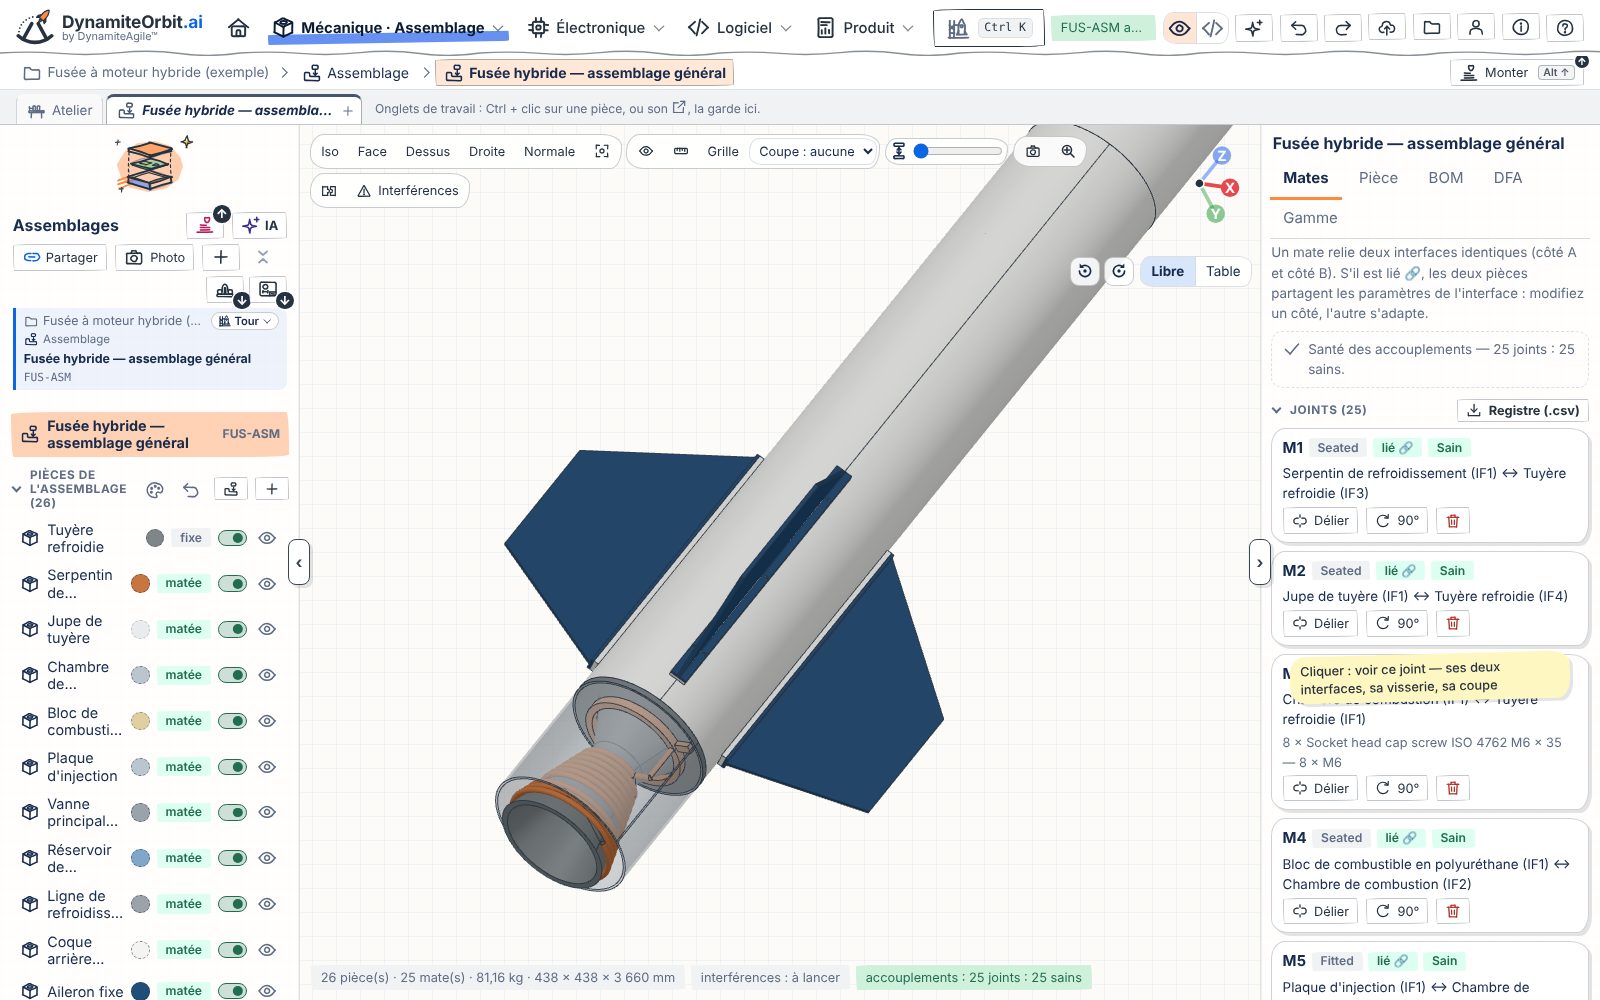 DynamiteOrbit.ai
by DynamiteAgile™
Mécanique · Assemblage
Électronique
Logiciel
Produit
Ctrl K
FUS-ASM a...
Fusée à moteur hybride (exemple)
Assemblage
Fusée hybride — assemblage général
Monter
Alt ↑
Atelier
Fusée hybride — assembla...
Onglets de travail : Ctrl + clic sur une pièce, ou son , la garde ici.
Assemblages
IA
Partager
Photo
Fusée à moteur hybride (...
Tour
Assemblage
Fusée hybride — assemblage général
FUS-ASM
Fusée hybride —
assemblage général
FUS-ASM
PIÈCES DE
L'ASSEMBLAGE
(26)
Tuyère
refroidie
fixe
Serpentin
de...
matée
Jupe de
tuyère
matée
Chambre
de...
matée
Bloc de
combusti...
matée
Plaque
d'injection
matée
Vanne
principal...
matée
Réservoir
de...
matée
Ligne de
refroidiss...
matée
Coque
arrière...
matée
Aileron fixe
matée
Iso
Face
Dessus
Droite
Normale
Grille
Coupe : aucune
Interférences
Z
X
Y
Libre
Table
26 pièce(s) · 25 mate(s) · 81,16 kg · 438 × 438 × 3 660 mm
interférences : à lancer
accouplements : 25 joints : 25 sains
Fusée hybride — assemblage général
Mates
Pièce
BOM
DFA
Gamme
Un mate relie deux interfaces identiques (côté A
et côté B). S'il est lié 🔗, les deux pièces
partagent les paramètres de l'interface : modifiez
un côté, l'autre s'adapte.
Santé des accouplements — 25 joints : 25
sains.
JOINTS (25)
Registre (.csv)
M1
Seated
lié 🔗
Sain
Serpentin de refroidissement (IF1) ↔ Tuyère
refroidie (IF3)
Délier
90°
M2
Seated
lié 🔗
Sain
Jupe de tuyère (IF1) ↔ Tuyère refroidie (IF4)
Délier
90°
Cliquer : voir ce joint — ses deux
interfaces, sa visserie, sa coupe
refroidie (IF1)
8 × Socket head cap screw ISO 4762 M6 × 35
— 8 × M6
Délier
90°
M4
Seated
lié 🔗
Sain
Bloc de combustible en polyuréthane (IF1) ↔
Chambre de combustion (IF2)
Délier
90°
M5
Fitted
lié 🔗
Sain
Plaque d'injection (IF1) ↔ Chambre de